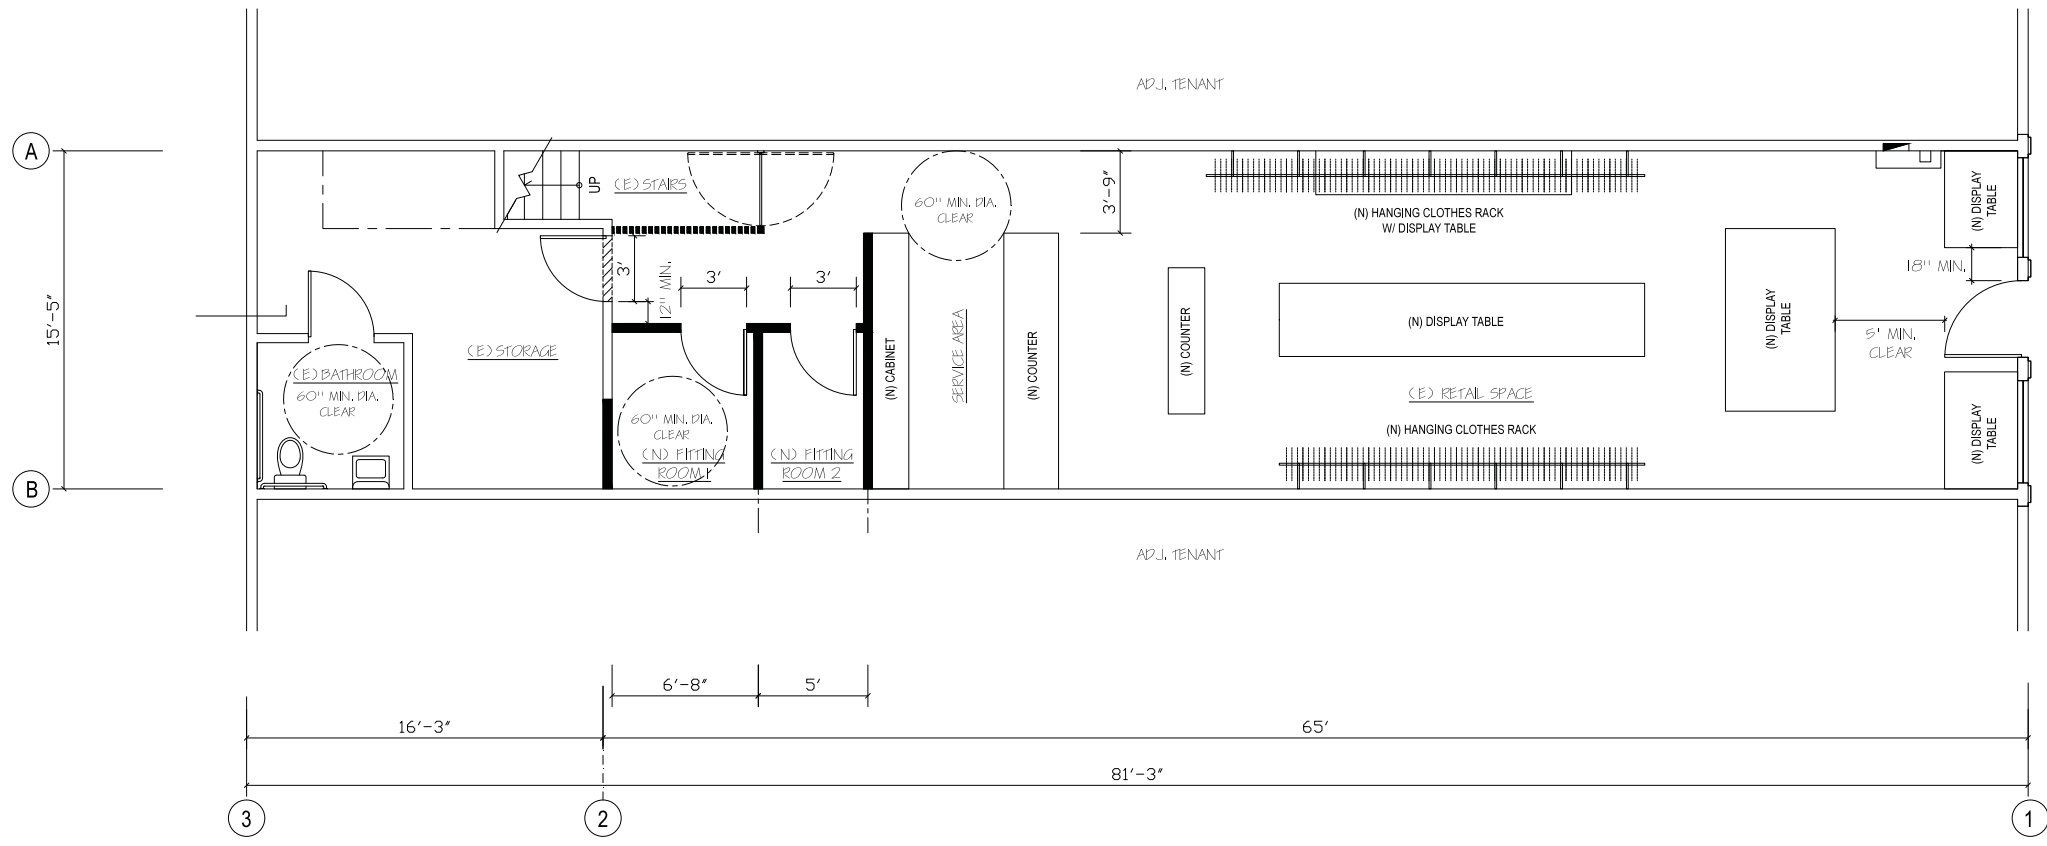 ADJ. TENANT
A
15'-5"
B
UP
(E) STAIRS
60" MIN. DIA.
CLEAR
3'-9"
(N) HANGING CLOTHES RACK
W/ DISPLAY TABLE
(N) DISPLAY
TABLE
18" MIN.
3'
12" MIN.
3'
3'
(E) STORAGE
(E) BATHROOM
60" MIN. DIA.
CLEAR
60" MIN. DIA.
CLEAR
(N) FITTING
ROOM 1
(N) FITTING
ROOM 2
(N) CABINET
SERVICE AREA
(N) COUNTER
(N) COUNTER
(N) DISPLAY TABLE
(E) RETAIL SPACE
(N) HANGING CLOTHES RACK
(N) DISPLAY
TABLE
5' MIN.
CLEAR
(N) DISPLAY
TABLE
ADJ. TENANT
6'-8"
5'
16'-3"
65'
81'-3"
3
2
1